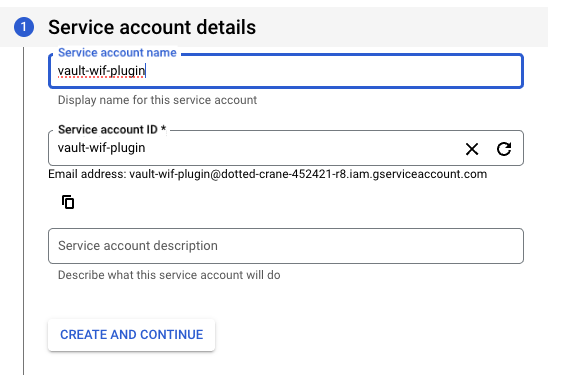 1 Service account details
Service account name
vault-wif-plugin
Display name for this service account
Service account ID *
vault-wif-plugin
Email address: vault-wif-plugin@dotted-crane-452421-r8.iam.gserviceaccount.com
Service account description
Describe what this service account will do
CREATE AND CONTINUE